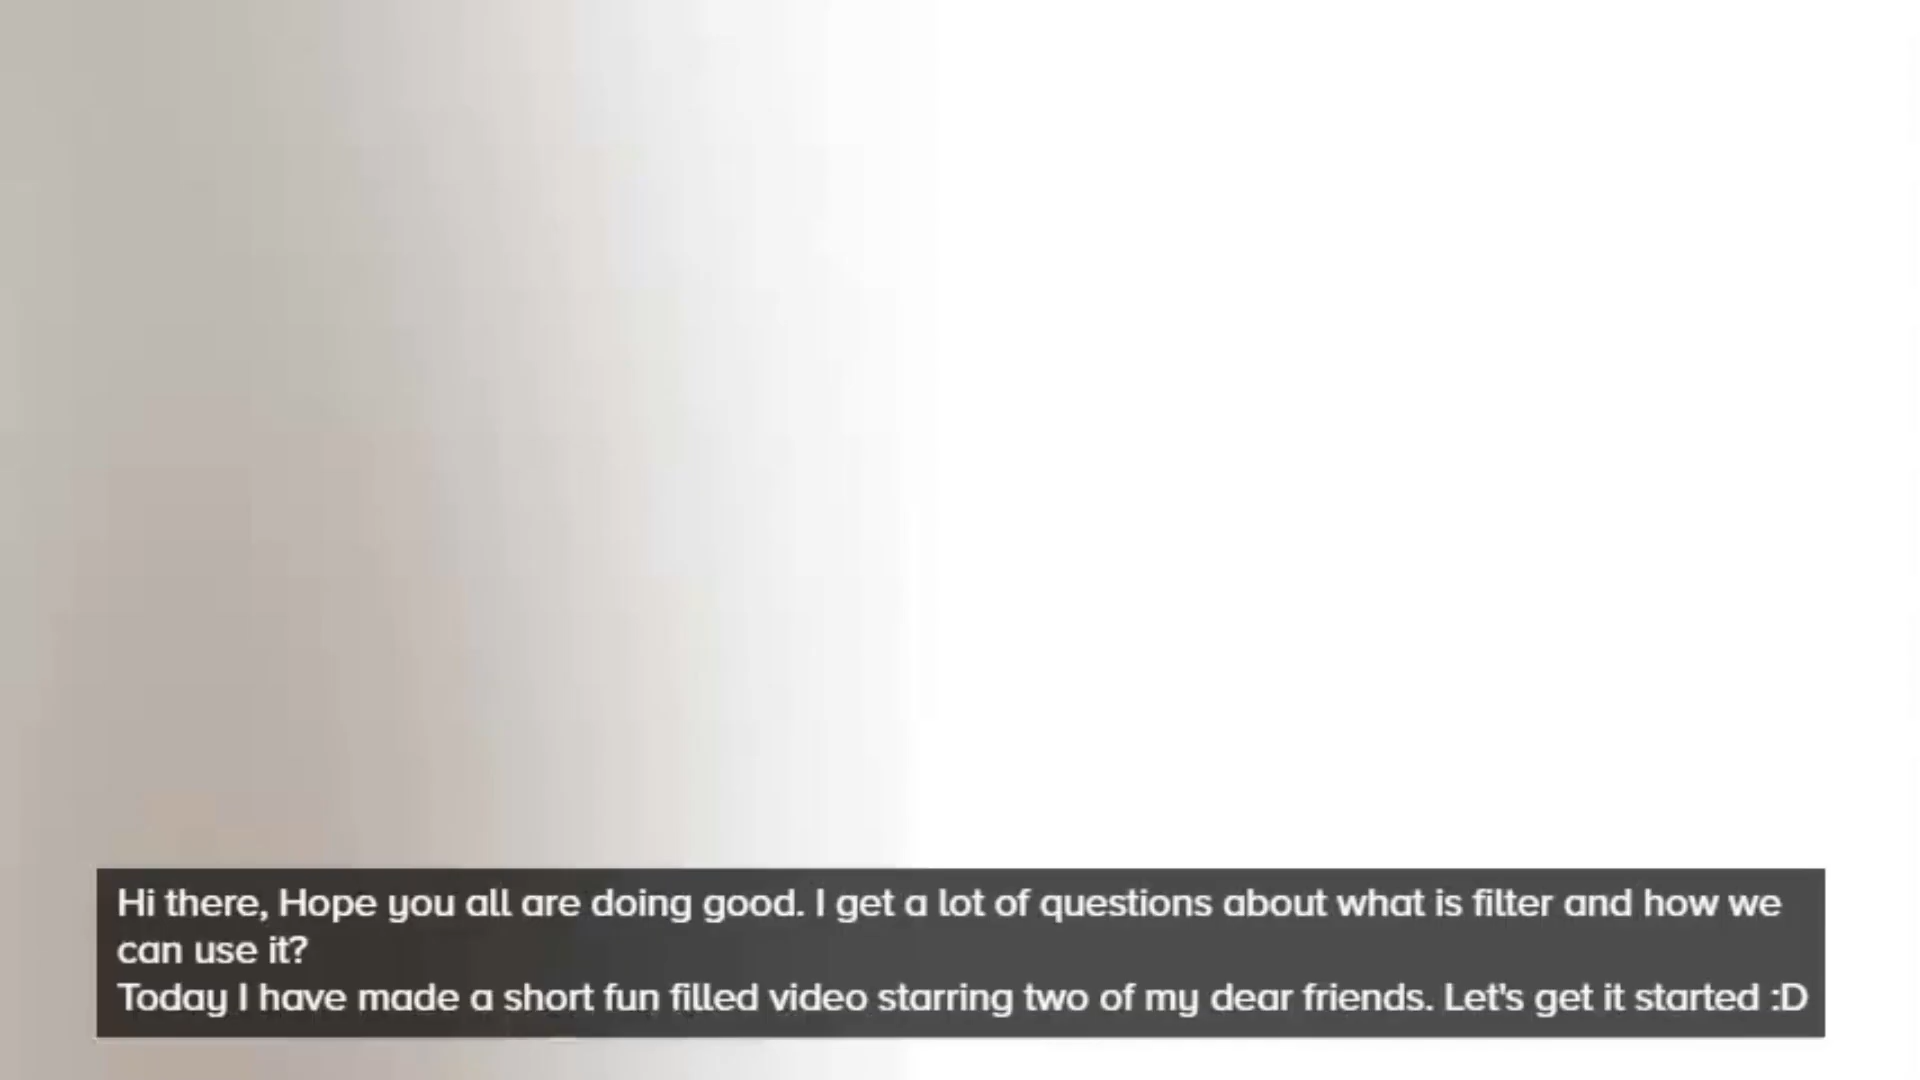 Hi there, Hope you all are doing good. I get a lot of questions about what is filter and how we
can use it?
Today I have made a short fun filled video starring two of my dear friends. Let's get it started :D